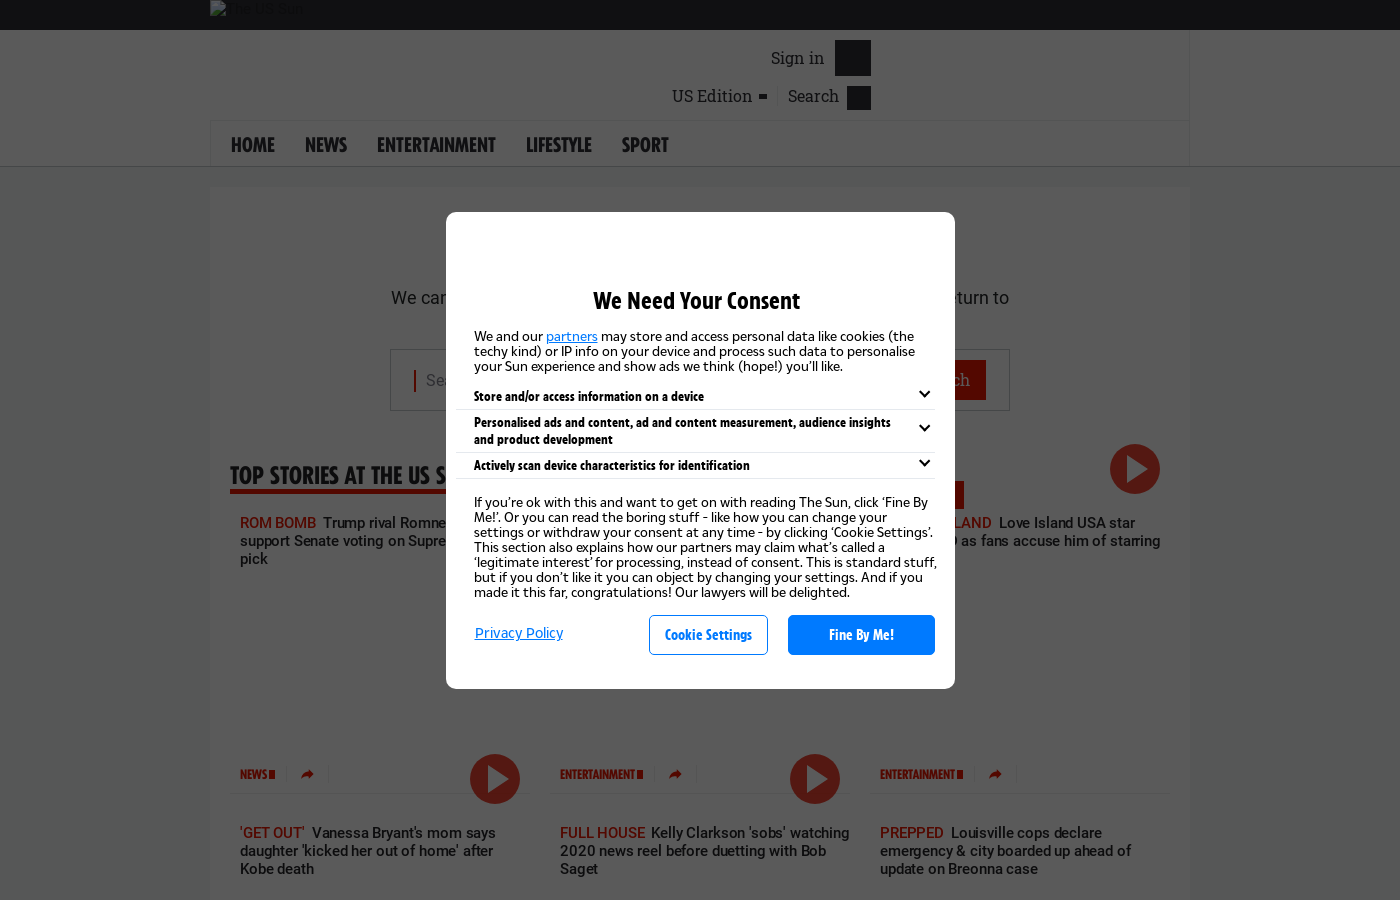 The US Sun
Sign in
US Edition
Search
HOME NEWS ENTERTAINMENT LIFESTYLE SPORT
We can
turn to
We Need Your Consent
We and our partners may store and access personal data like cookies (the
techy kind) or IP info on your device and process such data to personalise
your Sun experience and show ads we think (hope!) you’ll like.
Store and/or access information on a device
Personalised ads and content, ad and content measurement, audience insights
and product development
Actively scan device characteristics for identification
If you’re ok with this and want to get on with reading The Sun, click ‘Fine By
Me!’. Or you can read the boring stuff - like how you can change your
settings or withdraw your consent at any time - by clicking ‘Cookie Settings’.
This section also explains how our partners may claim what’s called a
‘legitimate interest’ for processing, instead of consent. This is standard stuff,
but if you don’t like it you can object by changing your settings. And if you
made it this far, congratulations! Our lawyers will be delighted.
Privacy Policy
Cookie Settings
Fine By Me!
TOP STORIES AT THE US S
ROM BOMB Trump rival Romne
support Senate voting on Supre
pick
LAND Love Island USA star
as fans accuse him of starring
NEWS
ENTERTAINMENT
ENTERTAINMENT
'GET OUT' Vanessa Bryant's mom says
daughter 'kicked her out of home' after
Kobe death
FULL HOUSE Kelly Clarkson 'sobs' watching
2020 news reel before duetting with Bob
Saget
PREPPED Louisville cops declare
emergency & city boarded up ahead of
update on Breonna case